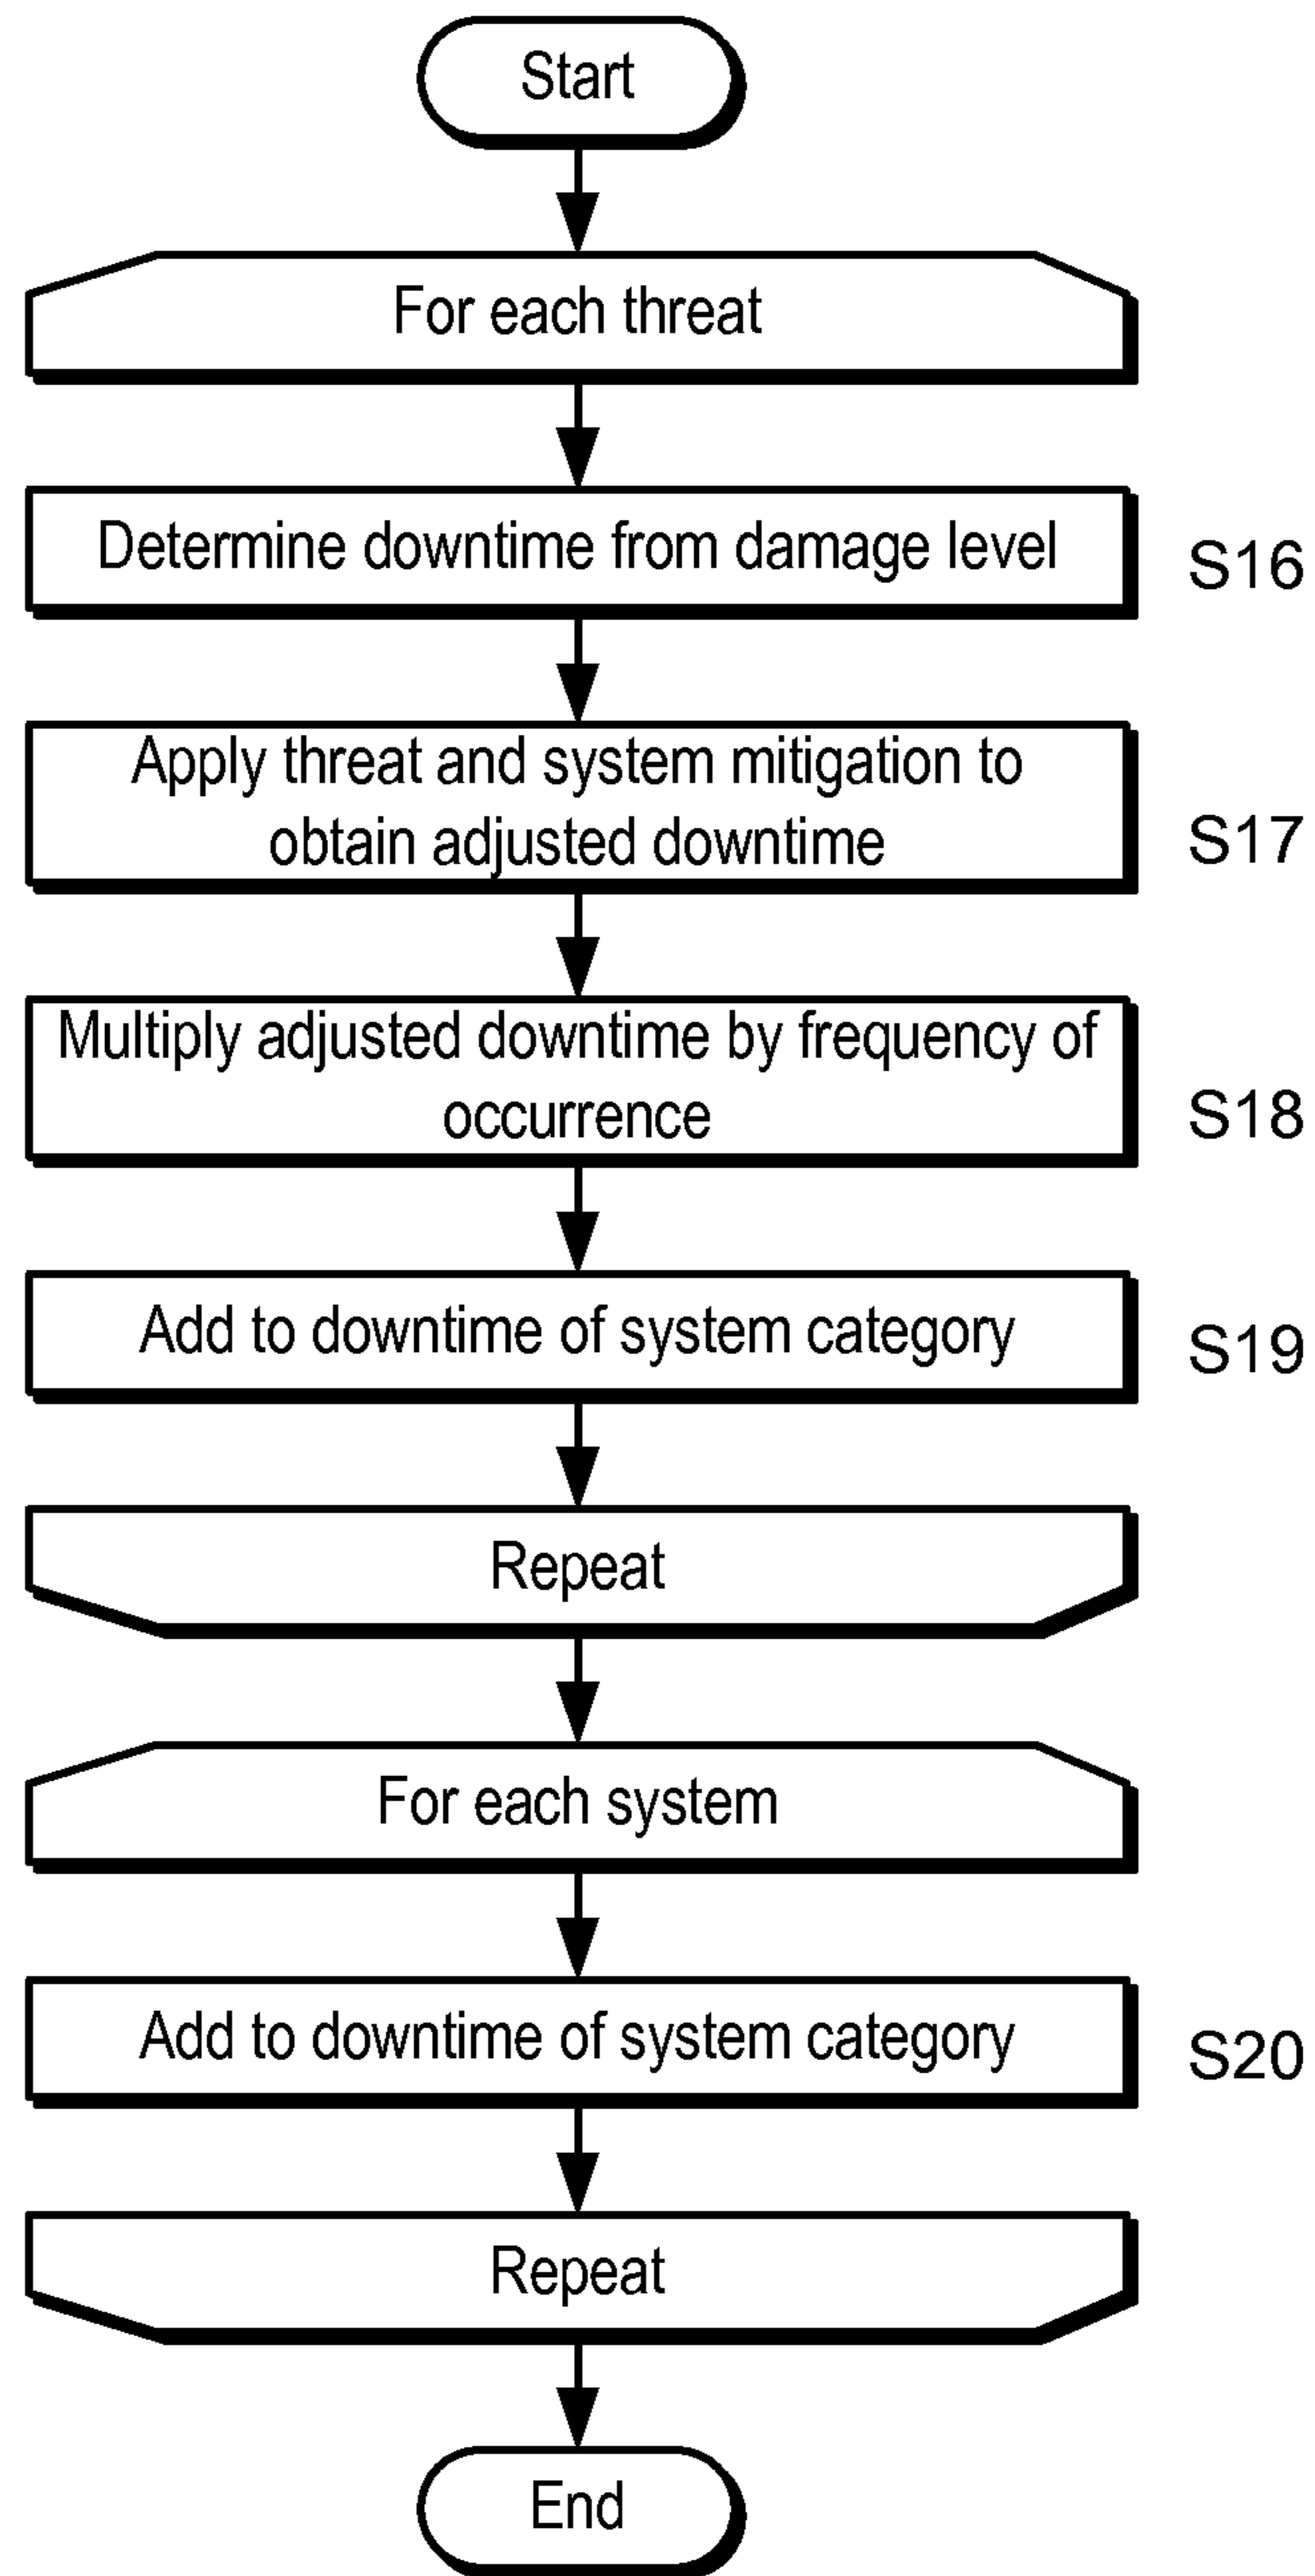 Start
For each threat
Determine downtime from damage level
S16
Apply threat and system mitigation to
obtain adjusted downtime
S17
Multiply adjusted downtime by frequency of
occurrence
S18
Add to downtime of system category
S19
Repeat
For each system
Add to downtime of system category
S20
Repeat
End